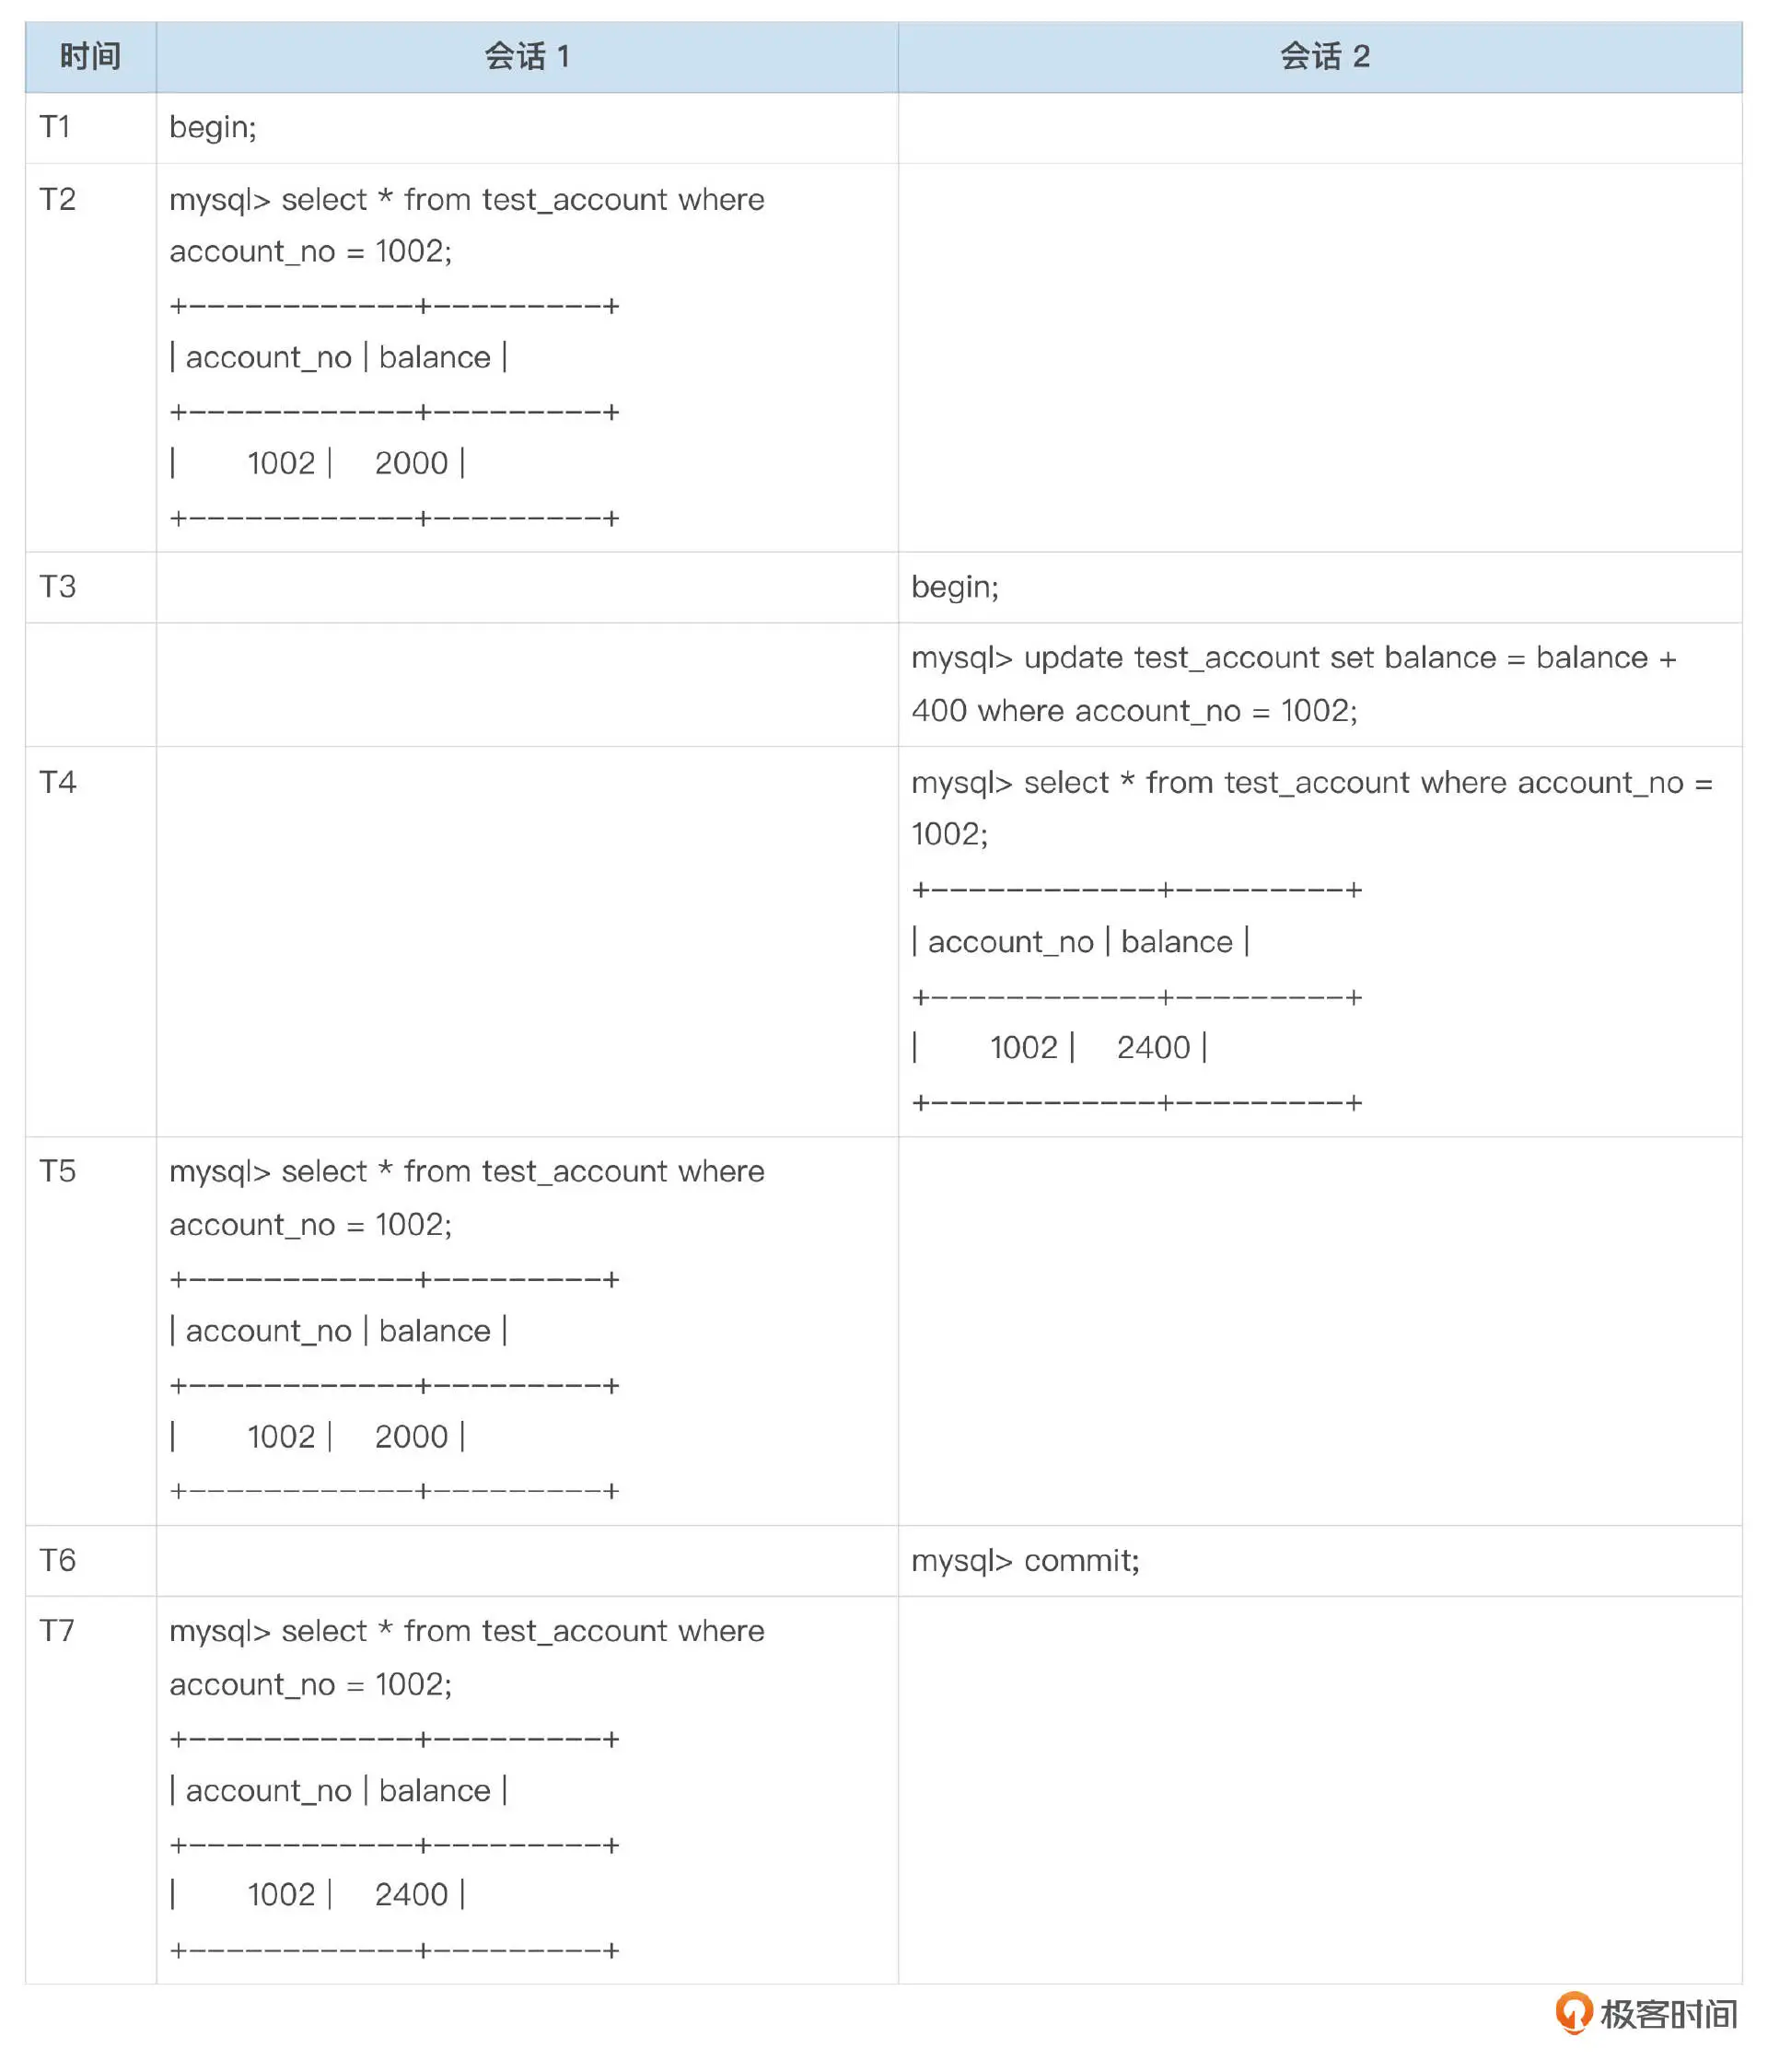 时间 会话 1 会话 2
T1 begin;
T2 mysql> select * from test_account where
account_no = 1002;
+------------+---------+
| account_no | balance |
+------------+---------+
| 1002 | 2000 |
+------------+---------+
T3 begin;
mysql> update test_account set balance = balance +
400 where account_no = 1002;
T4 mysql> select * from test_account where account_no =
1002;
+------------+---------+
| account_no | balance |
+------------+---------+
| 1002 | 2400 |
+------------+---------+
T5 mysql> select * from test_account where
account_no = 1002;
+------------+---------+
| account_no | balance |
+------------+---------+
| 1002 | 2000 |
+------------+---------+
T6 mysql> commit;
T7 mysql> select * from test_account where
account_no = 1002;
+------------+---------+
| account_no | balance |
+------------+---------+
| 1002 | 2400 |
+------------+---------+
极客时间